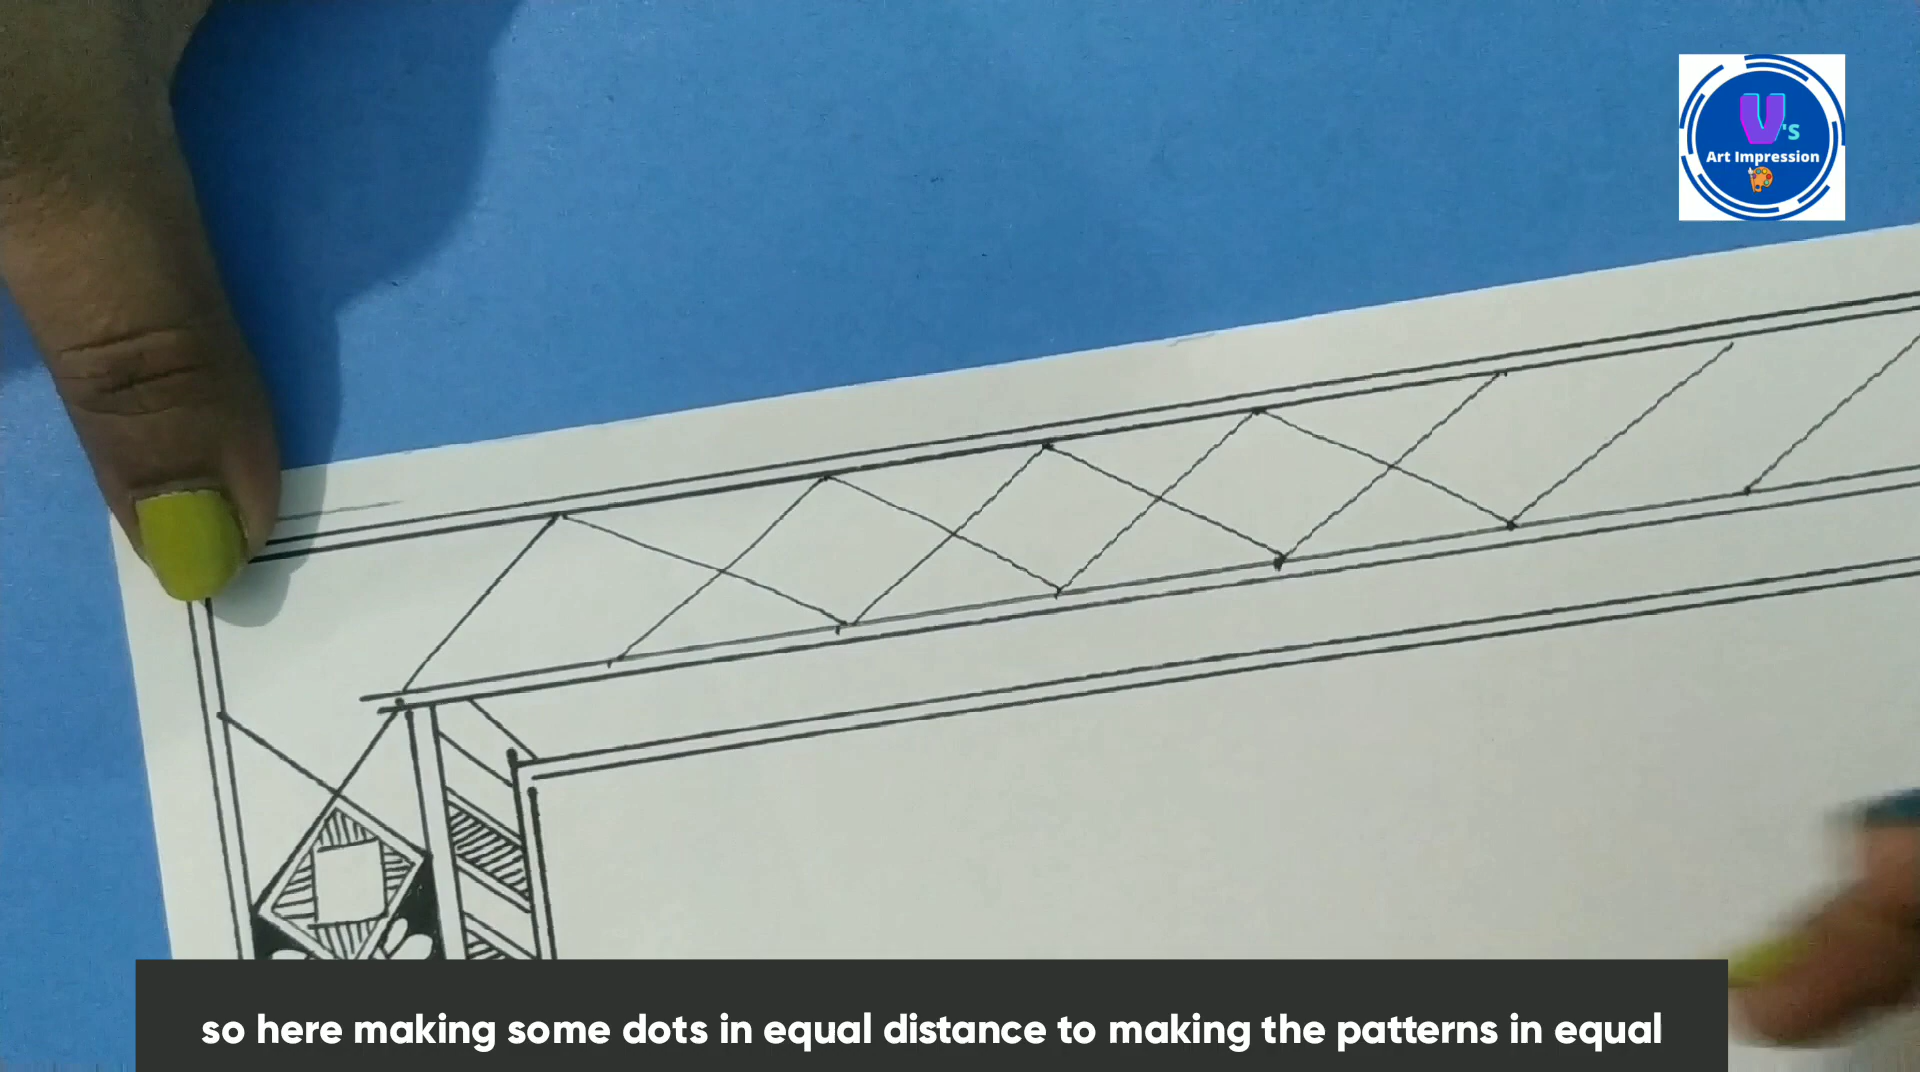 U's
Art Impression
so here making some dots in equal distance to making the patterns in equal